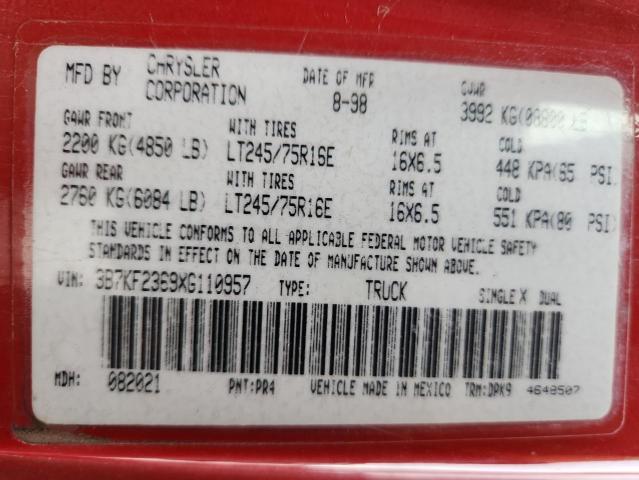 MFD BY CHRYSLER CORPORATION DATE OF MFR 8-98 GVWR 3992 KG(08800 LB
GAWR FRONT WITH TIRES RIMS AT COLD
2200 KG(4850 LB) LT245/75R16E 16X6.5 448 KPA(65 PSI
GAWR REAR WITH TIRES RIMS AT COLD
2760 KG(6084 LB) LT245/75R16E 16X6.5 551 KPA(80 PSI)
THIS VEHICLE CONFORMS TO ALL APPLICABLE FEDERAL MOTOR VEHICLE SAFETY
STANDARDS IN EFFECT ON THE DATE OF MANUFACTURE SHOWN ABOVE.
VIN: 3B7KF2369XG110957 TYPE: TRUCK SINGLE X DUAL
MDH: 082021 PNT:PR4 VEHICLE MADE IN MEXICO TRM:DPK9 4648507